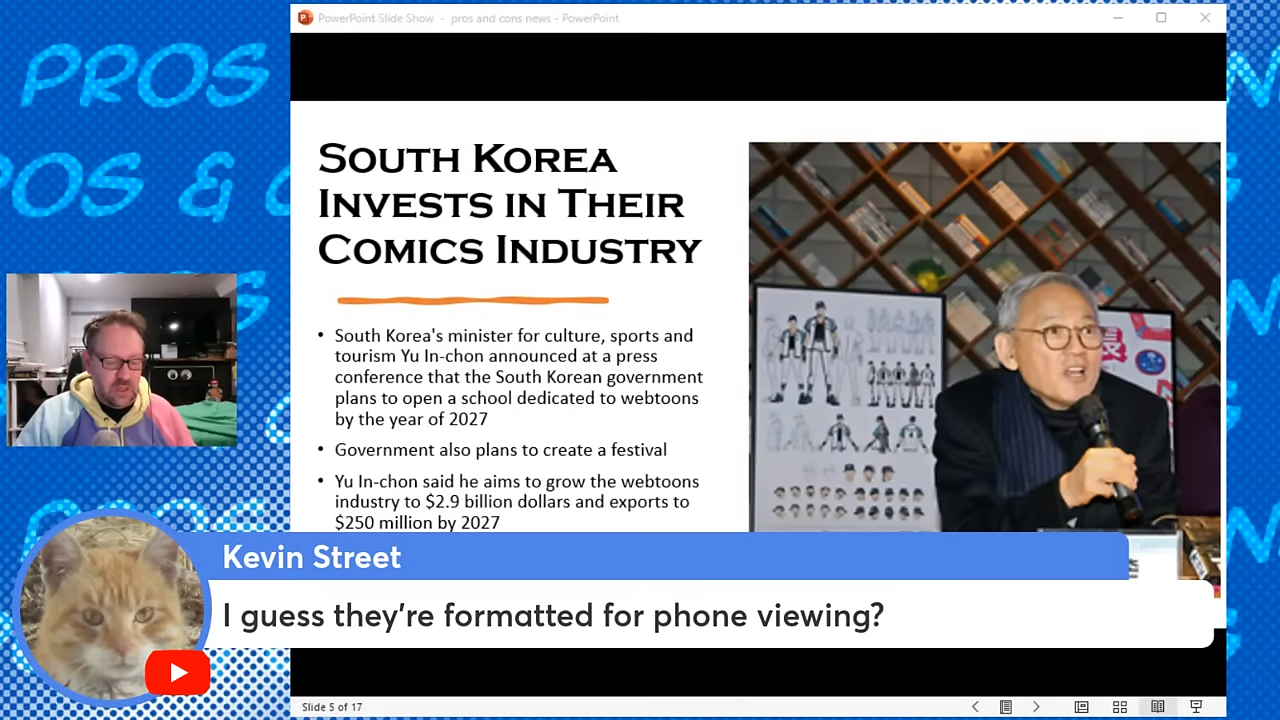 PowerPoint Slide Show - pros and cons news - PowerPoint
PROS
PROS & C
SOUTH KOREA
INVESTS IN THEIR
COMICS INDUSTRY
• South Korea's minister for culture, sports and
tourism Yu In-chon announced at a press
conference that the South Korean government
plans to open a school dedicated to webtoons
by the year of 2027
• Government also plans to create a festival
• Yu In-chon said he aims to grow the webtoons
industry to $2.9 billion dollars and exports to
$250 million by 2027
Kevin Street
I guess they're formatted for phone viewing?
Slide 5 of 17